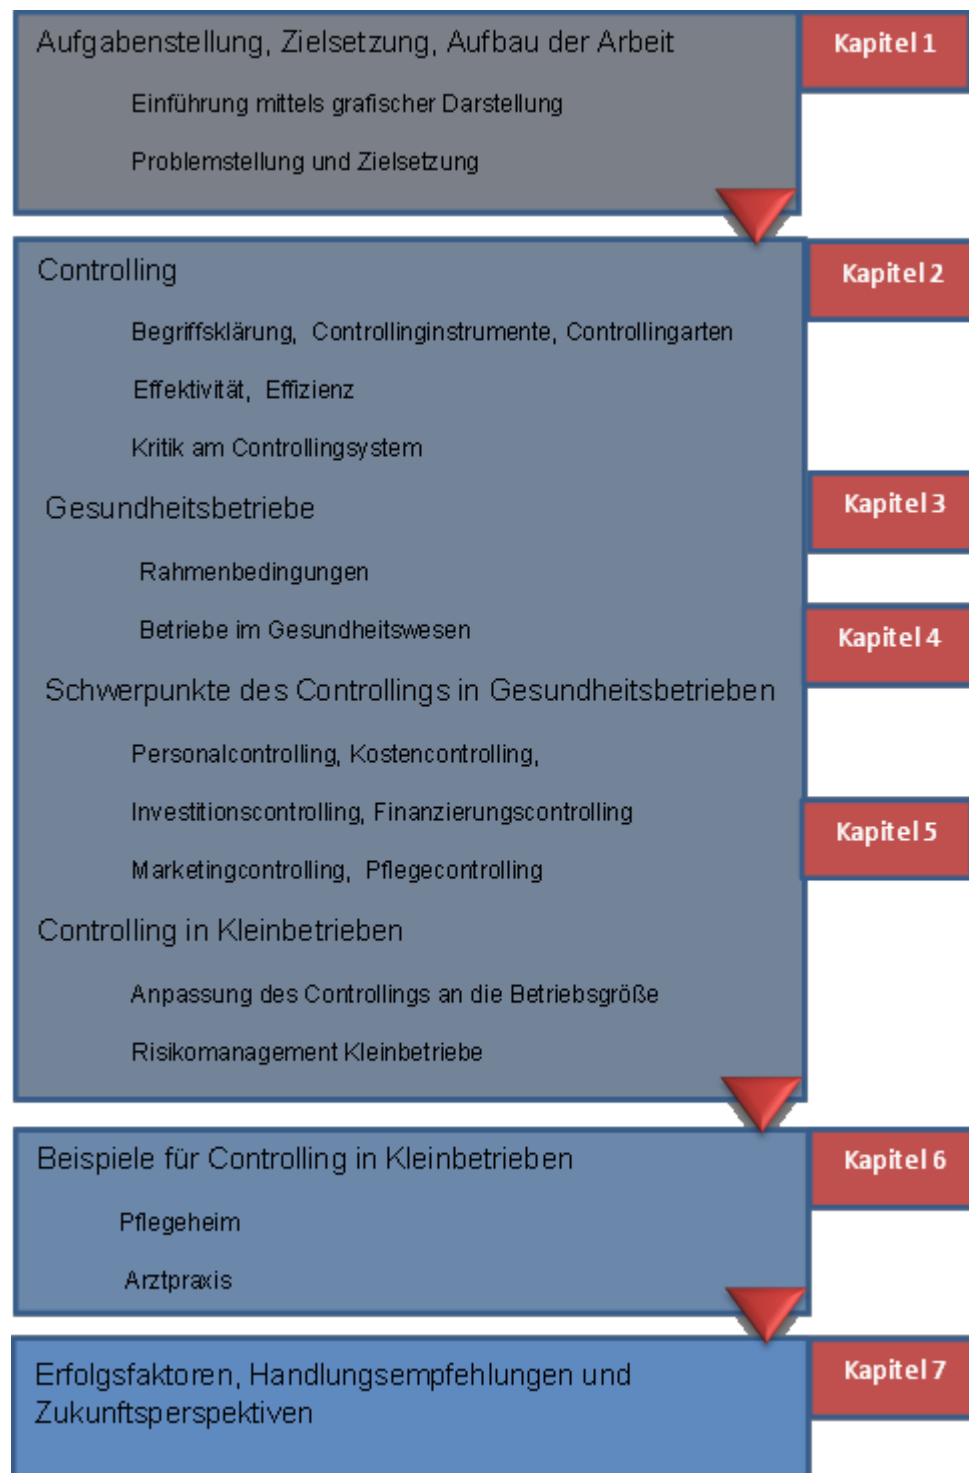 Aufgabenstellung, Zielsetzung, Aufbau der Arbeit
Kapitel 1
Einführung mittels grafischer Darstellung
Problemstellung und Zielsetzung
Controlling
Kapitel 2
Begriffsklärung, Controllinginstrumente, Controllingarten
Effektivität, Effizienz
Kritik am Controllingsystem
Gesundheitsbetriebe
Kapitel 3
Rahmenbedingungen
Betriebe im Gesundheitswesen
Kapitel 4
Schwerpunkte des Controllings in Gesundheitsbetrieben
Personalcontrolling, Kostencontrolling,
Investitionscontrolling, Finanzierungscontrolling
Kapitel 5
Marketingcontrolling, Pflegecontrolling
Controlling in Kleinbetrieben
Anpassung des Controllings an die Betriebsgröße
Risikomanagement Kleinbetriebe
Beispiele für Controlling in Kleinbetrieben
Kapitel 6
Pflegeheim
Arztpraxis
Erfolgsfaktoren, Handlungsempfehlungen und
Zukunftsperspektiven
Kapitel 7